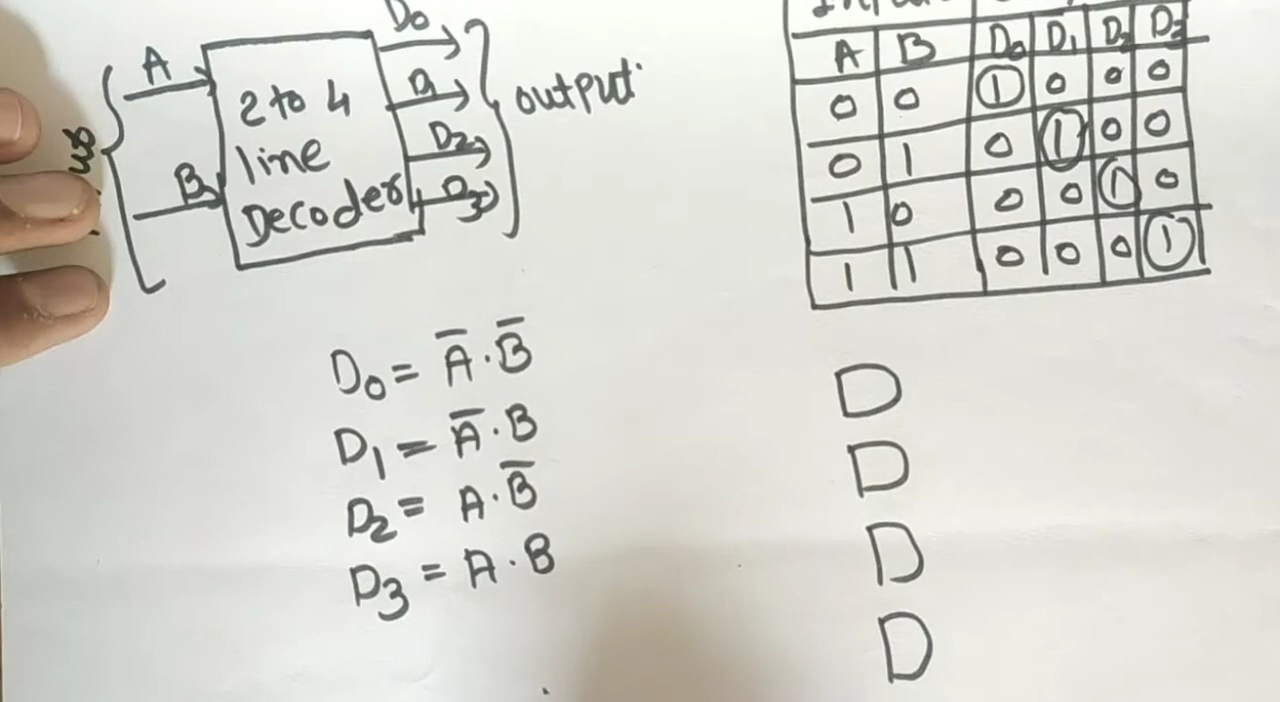 A
B
2 to 4
line
Decoder
D0
D1
D2
D3
output
A B D0 D1 D2 D3
0 0 1 0 0 0
0 1 0 1 0 0
1 0 0 0 1 0
1 1 0 0 0 1
D0 = A̅ · B̅
D1 = A̅ · B
D2 = A · B̅
D3 = A · B
D
D
D
D